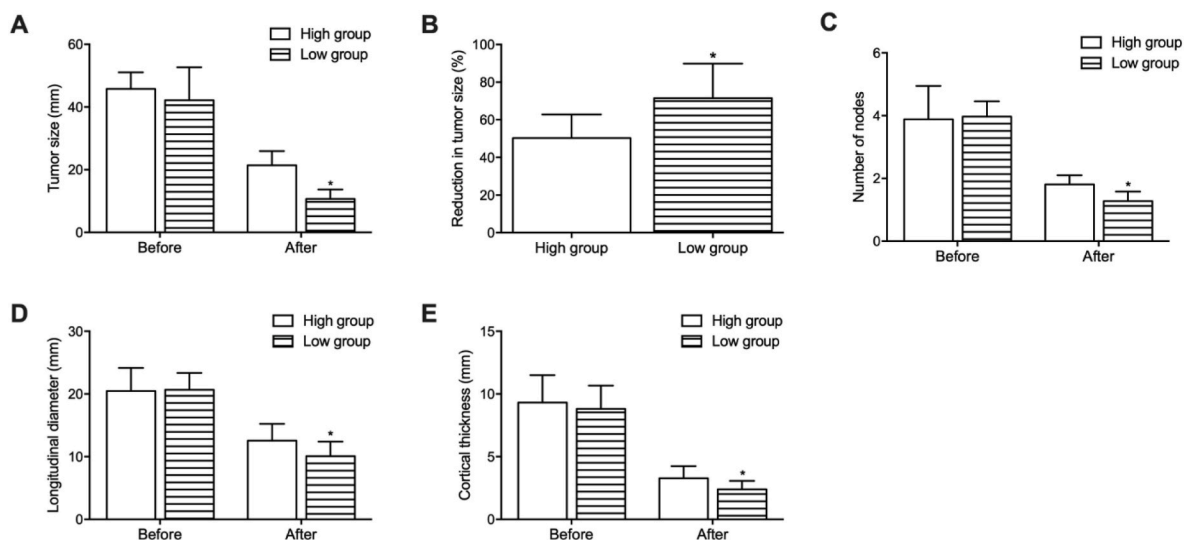 A
Tumor size (mm)
60
40
20
0
High group
Low group
*
Before
After
B
Reduction in tumor size (%)
100
80
60
40
20
0
*
High group
Low group
C
Number of nodes
6
4
2
0
High group
Low group
*
Before
After
D
Longitudinal diameter (mm)
30
20
10
0
High group
Low group
*
Before
After
E
Cortical thickness (mm)
15
10
5
0
High group
Low group
*
Before
After